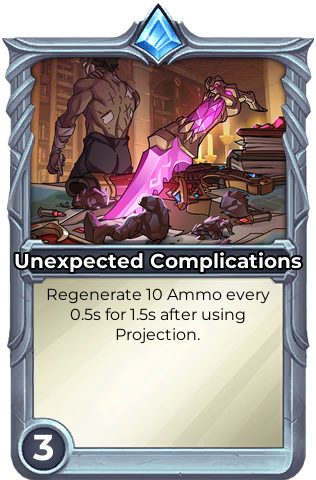 Unexpected Complications
Regenerate 10 Ammo every
0.5s for 1.5s after using
Projection.
3